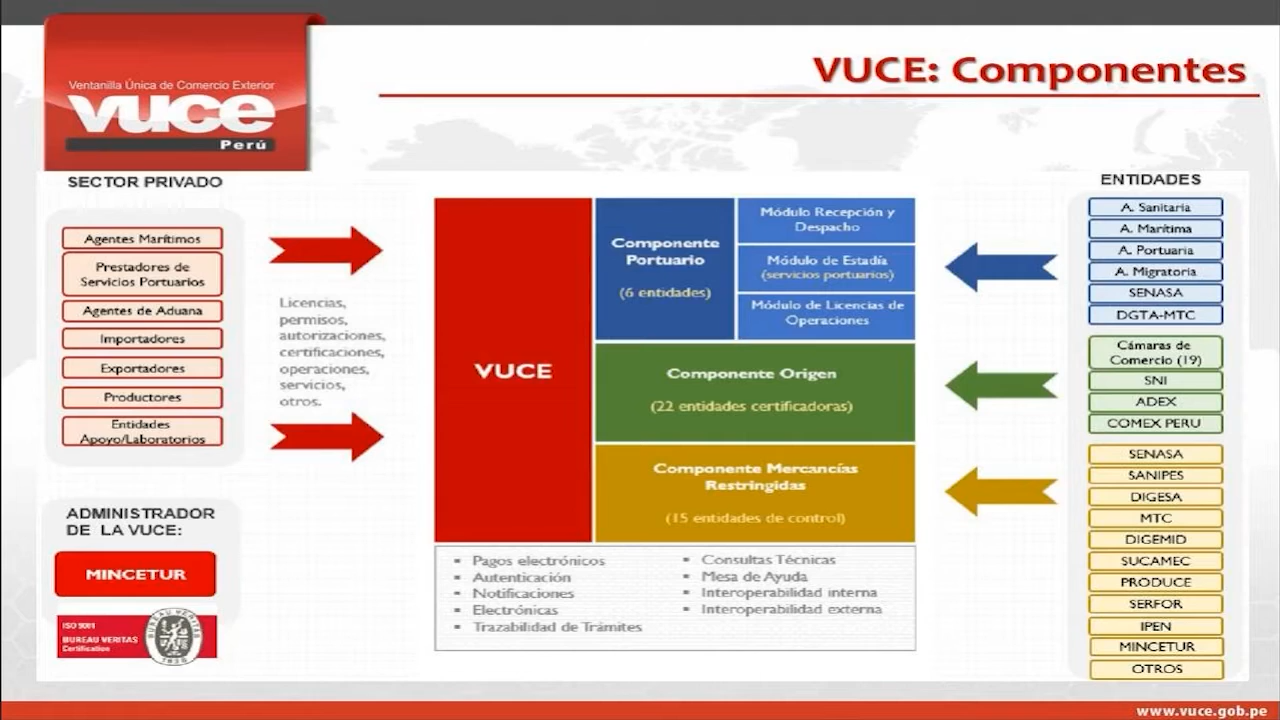 VUCE: Componentes
Ventanilla Única de Comercio Exterior
vuce
Perú
SECTOR PRIVADO
Agentes Marítimos
Prestadores de
Servicios Portuarios
Agentes de Aduana
Importadores
Exportadores
Productores
Entidades
Apoyo/Laboratorios
Licencias,
permisos,
autorizaciones,
certificaciones,
operaciones,
servicios,
otros.
ADMINISTRADOR
DE LA VUCE:
MINCETUR
ISO 9001
BUREAU VERITAS
Certification
BUREAU VERITAS
1828
VUCE
Componente
Portuario
(6 entidades)
Módulo Recepción y
Despacho
Módulo de Estadía
(servicios portuarios)
Módulo de Licencias de
Operaciones
Componente Origen
(22 entidades certificadoras)
Componente Mercancías
Restringidas
(15 entidades de control)
▪ Pagos electrónicos
▪ Autenticación
▪ Notificaciones
▪ Electrónicas
▪ Trazabilidad de Trámites
▪ Consultas Técnicas
▪ Mesa de Ayuda
▪ Interoperabilidad interna
▪ Interoperabilidad externa
ENTIDADES
A. Sanitaria
A. Marítima
A. Portuaria
A. Migratoria
SENASA
DGTA-MTC
Cámaras de
Comercio (19)
SNI
ADEX
COMEX PERU
SENASA
SANIPES
DIGESA
MTC
DIGEMID
SUCAMEC
PRODUCE
SERFOR
IPEN
MINCETUR
OTROS
www.vuce.gob.pe